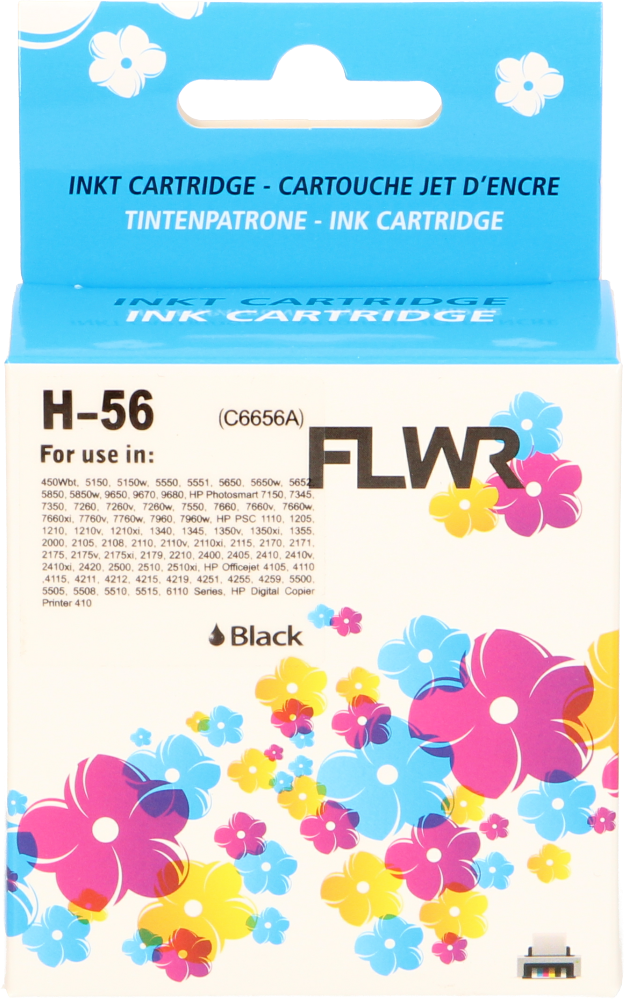 INKT CARTRIDGE - CARTOUCHE JET D'ENCRE
TINTENPATRONE - INK CARTRIDGE
INKT CARTRIDGE
INK CARTRIDGE
H-56 (C6656A)
FLWR
For use in:
450Wbt, 5150, 5150w, 5550, 5551, 5650, 5650w, 5652,
5850, 5850w, 9650, 9670, 9680, HP Photosmart 7150, 7345,
7350, 7260, 7260v, 7260w, 7550, 7660, 7660v, 7660w,
7660xi, 7760v, 7760w, 7960, 7960w, HP PSC 1110, 1205,
1210, 1210v, 1210xi, 1340, 1345, 1350v, 1350xi, 1355,
2000, 2105, 2108, 2110, 2110v, 2110xi, 2115, 2170, 2171,
2175, 2175v, 2175xi, 2179, 2210, 2400, 2405, 2410, 2410v,
2410xi, 2420, 2500, 2510, 2510xi, HP Officejet 4105, 4110
,4115, 4211, 4212, 4215, 4219, 4251, 4255, 4259, 5500,
5505, 5508, 5510, 5515, 6110 Series, HP Digital Copier
Printer 410
Black